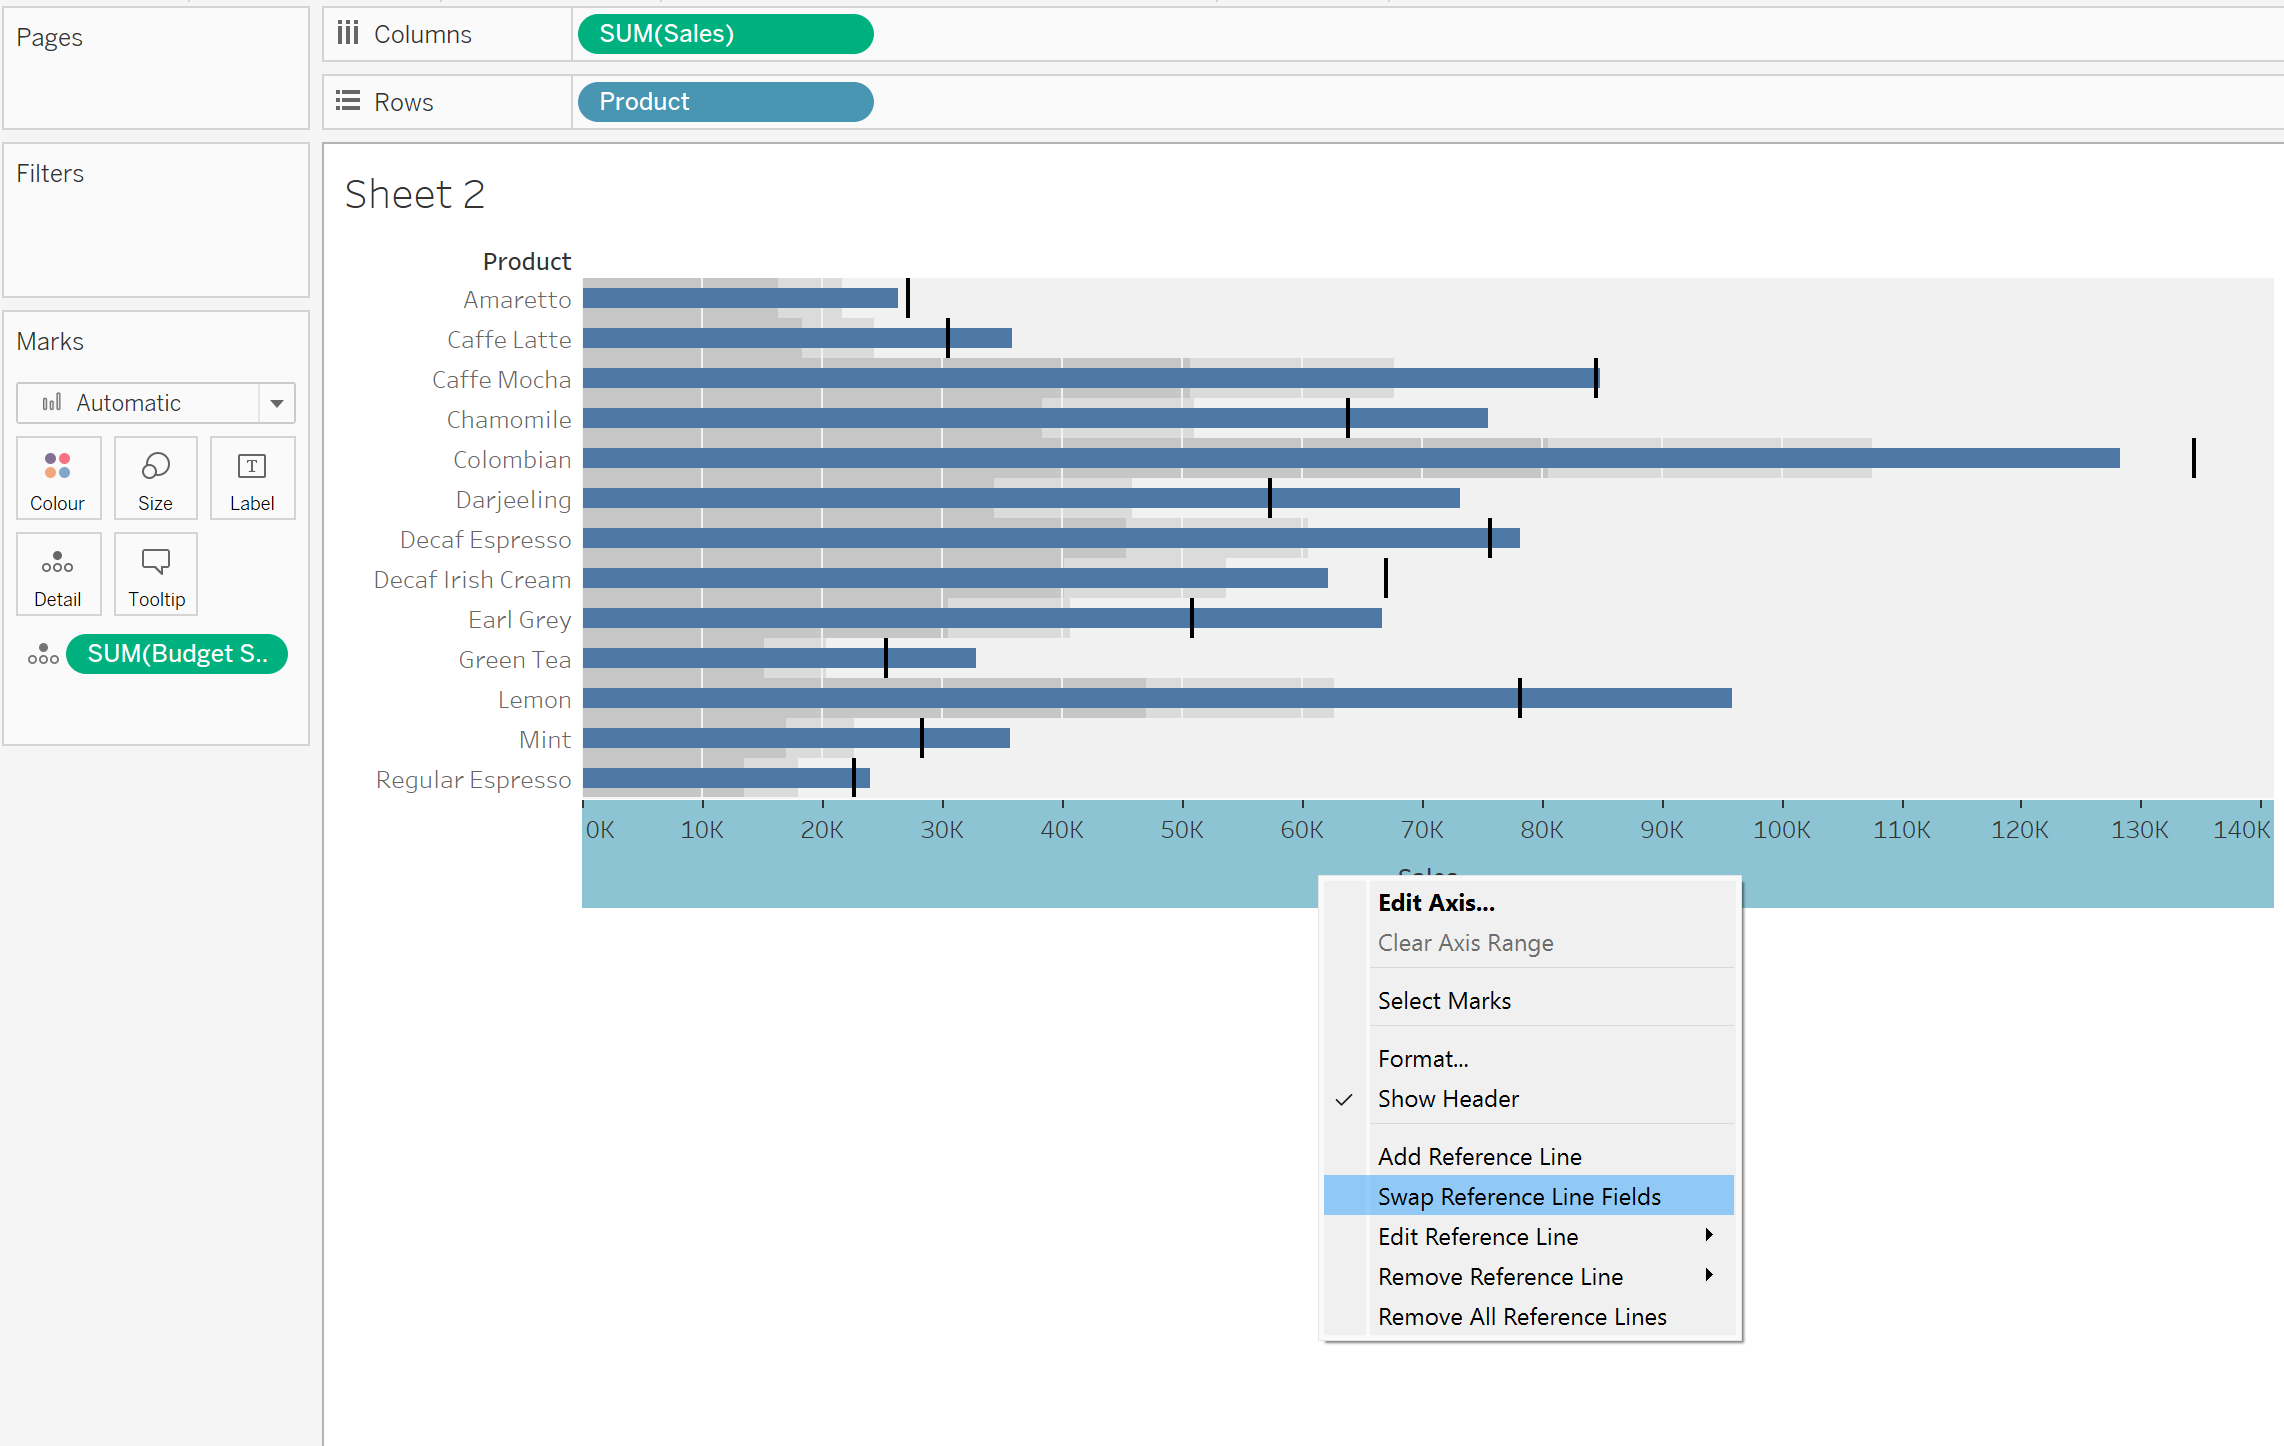 Pages
Columns
SUM(Sales)
Rows
Product
Filters
Sheet 2
Marks
Automatic
Colour
Size
Label
Detail
Tooltip
SUM(Budget S..
Product
Amaretto
Caffe Latte
Caffe Mocha
Chamomile
Colombian
Darjeeling
Decaf Espresso
Decaf Irish Cream
Earl Grey
Green Tea
Lemon
Mint
Regular Espresso
0K 10K 20K 30K 40K 50K 60K 70K 80K 90K 100K 110K 120K 130K 140K
Sales
Edit Axis...
Clear Axis Range
Select Marks
Format...
Show Header
Add Reference Line
Swap Reference Line Fields
Edit Reference Line
Remove Reference Line
Remove All Reference Lines